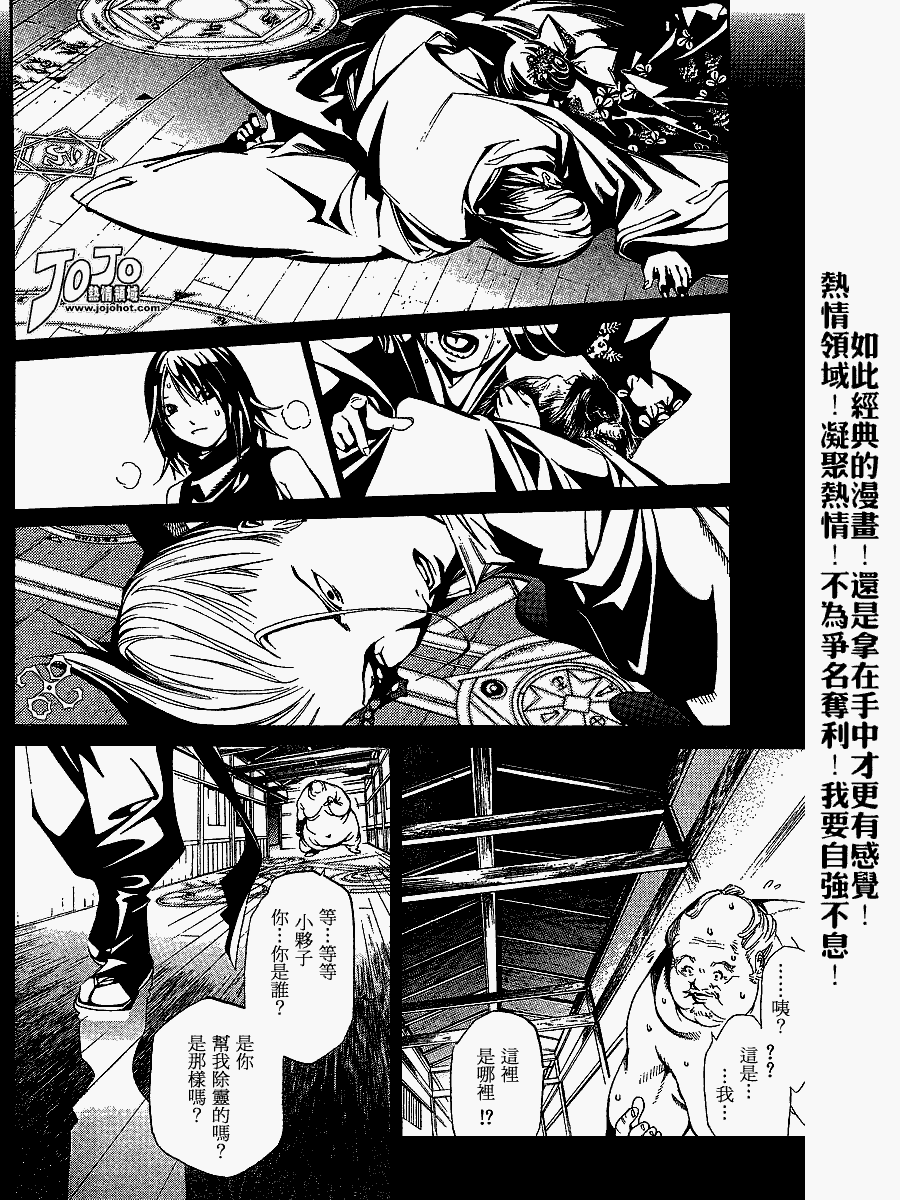 如此經典的漫畫！還是拿在手中才更有感覺！
熱情領域！凝聚熱情！不為爭名奪利！我要自強不息！
JOJO
熱情領域
www.jojohot.com
……咦？
？？
這是…
…我…
這裡
是哪裡!?
等…等等
小夥子
你…你是誰？
是你
幫我除靈的嗎？
是那樣嗎？